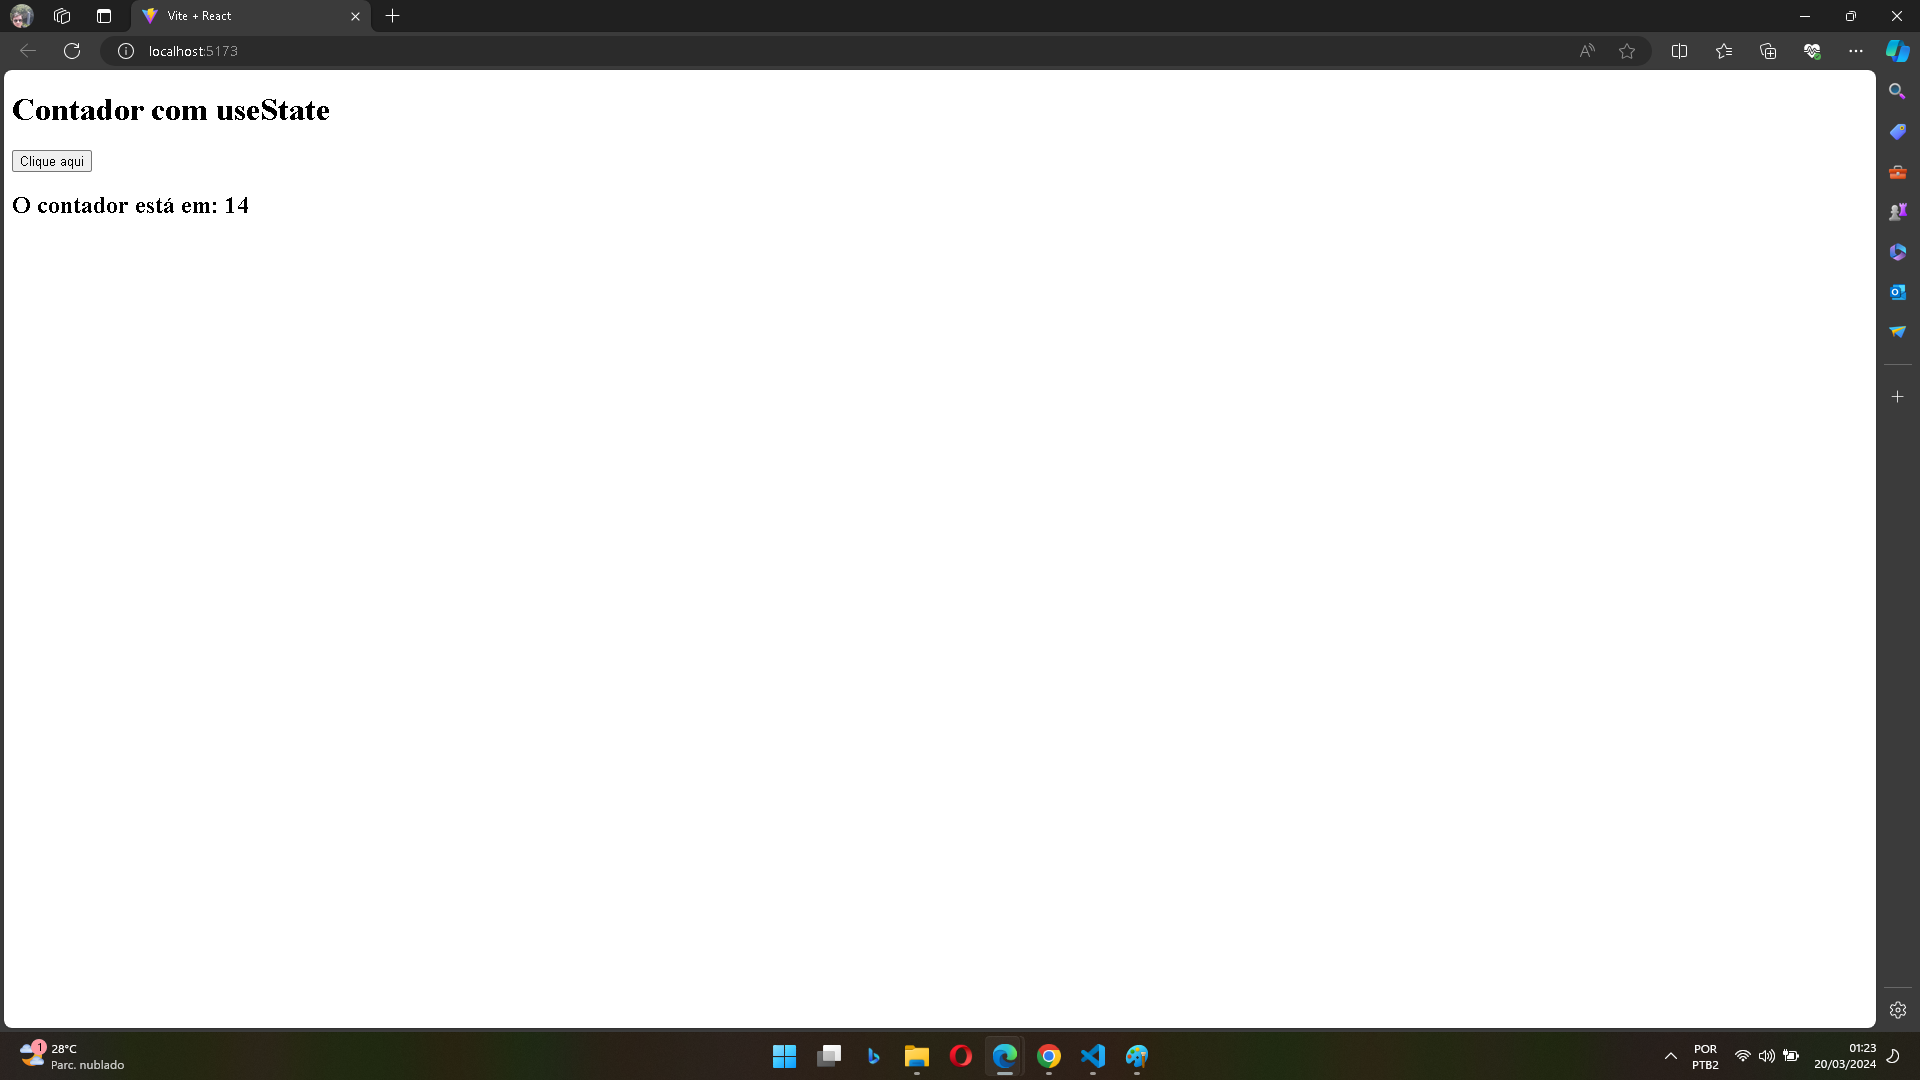 Vite + React
localhost:5173
Contador com useState
Clique aqui
O contador está em: 14
1
28°C
Parc. nublado
POR
PTB2
01:23
20/03/2024